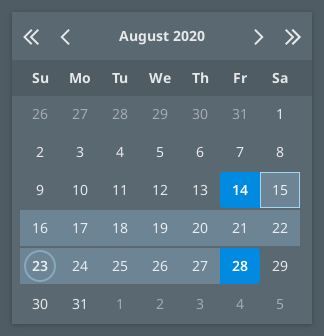 August 2020
Su Mo Tu We Th Fr Sa
26 27 28 29 30 31 1
2 3 4 5 6 7 8
9 10 11 12 13 14 15
16 17 18 19 20 21 22
23 24 25 26 27 28 29
30 31 1 2 3 4 5